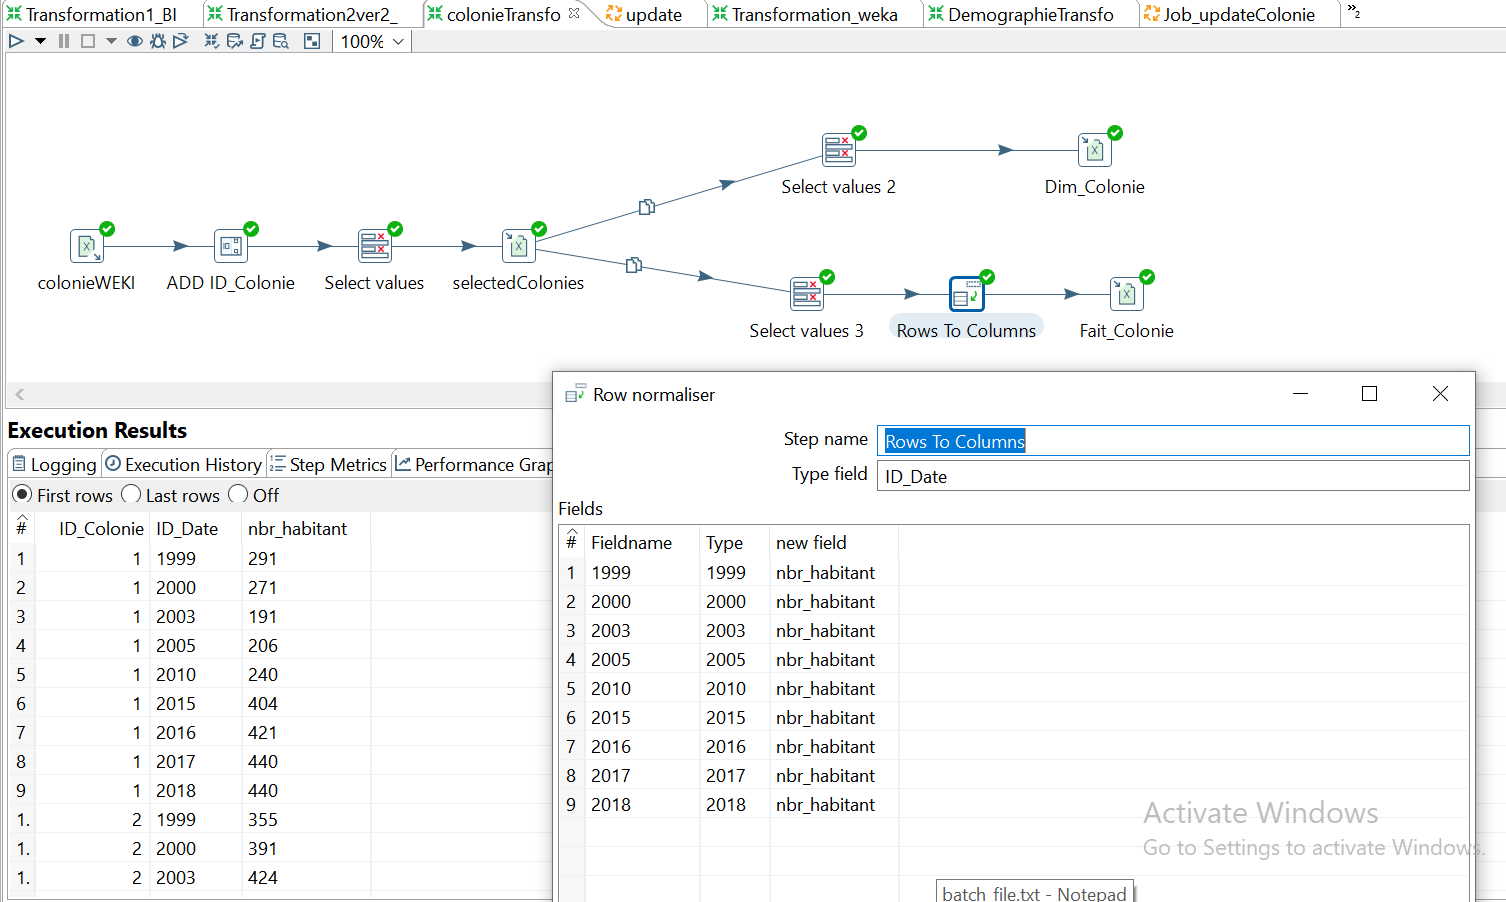 Transformation1_BI Transformation2ver2_ colonieTransfo update Transformation_weka DemographieTransfo Job_updateColonie »2
100%
Select values 2 Dim_Colonie
colonieWEKI ADD ID_Colonie Select values selectedColonies
Select values 3 Rows To Columns Fait_Colonie
Execution Results
Logging Execution History Step Metrics Performance Grap
First rows Last rows Off
# ID_Colonie ID_Date nbr_habitant
1 1 1999 291
2 1 2000 271
3 1 2003 191
4 1 2005 206
5 1 2010 240
6 1 2015 404
7 1 2016 421
8 1 2017 440
9 1 2018 440
1. 2 1999 355
1. 2 2000 391
1. 2 2003 424
Row normaliser
Step name Rows To Columns
Type field ID_Date
Fields
# Fieldname Type new field
1 1999 1999 nbr_habitant
2 2000 2000 nbr_habitant
3 2003 2003 nbr_habitant
4 2005 2005 nbr_habitant
5 2010 2010 nbr_habitant
6 2015 2015 nbr_habitant
7 2016 2016 nbr_habitant
8 2017 2017 nbr_habitant
9 2018 2018 nbr_habitant
Activate Windows
Go to Settings to activate Windows.
batch_file.txt - Notepad